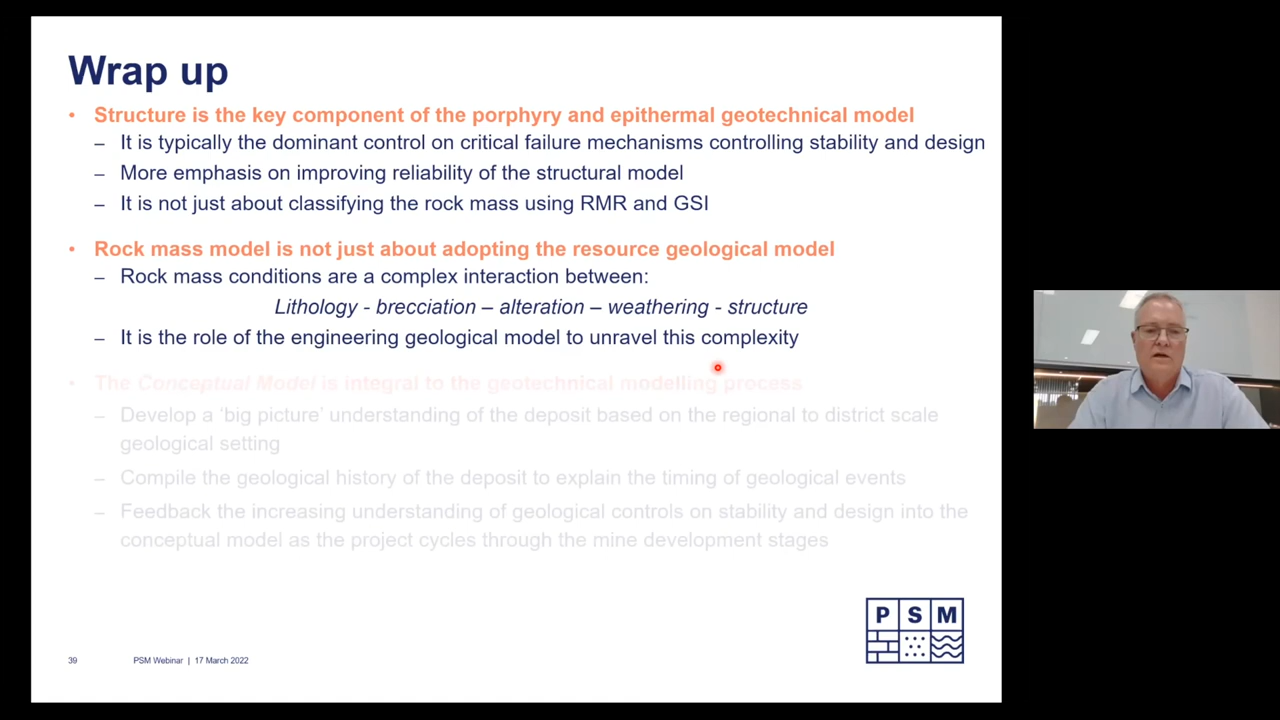 Wrap up
• Structure is the key component of the porphyry and epithermal geotechnical model
– It is typically the dominant control on critical failure mechanisms controlling stability and design
– More emphasis on improving reliability of the structural model
– It is not just about classifying the rock mass using RMR and GSI
• Rock mass model is not just about adopting the resource geological model
– Rock mass conditions are a complex interaction between:
Lithology - brecciation – alteration – weathering - structure
– It is the role of the engineering geological model to unravel this complexity
• The Conceptual Model is integral to the geotechnical modelling process
– Develop a 'big picture' understanding of the deposit based on the regional to district scale
geological setting
– Compile the geological history of the deposit to explain the timing of geological events
– Feedback the increasing understanding of geological controls on stability and design into the
conceptual model as the project cycles through the mine development stages
PSM
39 PSM Webinar | 17 March 2022